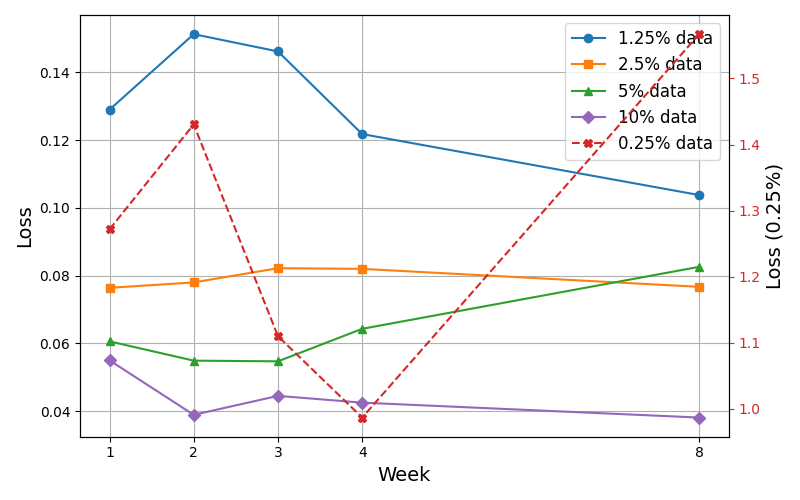 1.25% data
2.5% data
5% data
10% data
0.25% data
Loss
0.14
0.12
0.10
0.08
0.06
0.04
1.5
1.4
1.3
1.2
1.1
1.0
Loss (0.25%)
1 2 3 4 8
Week